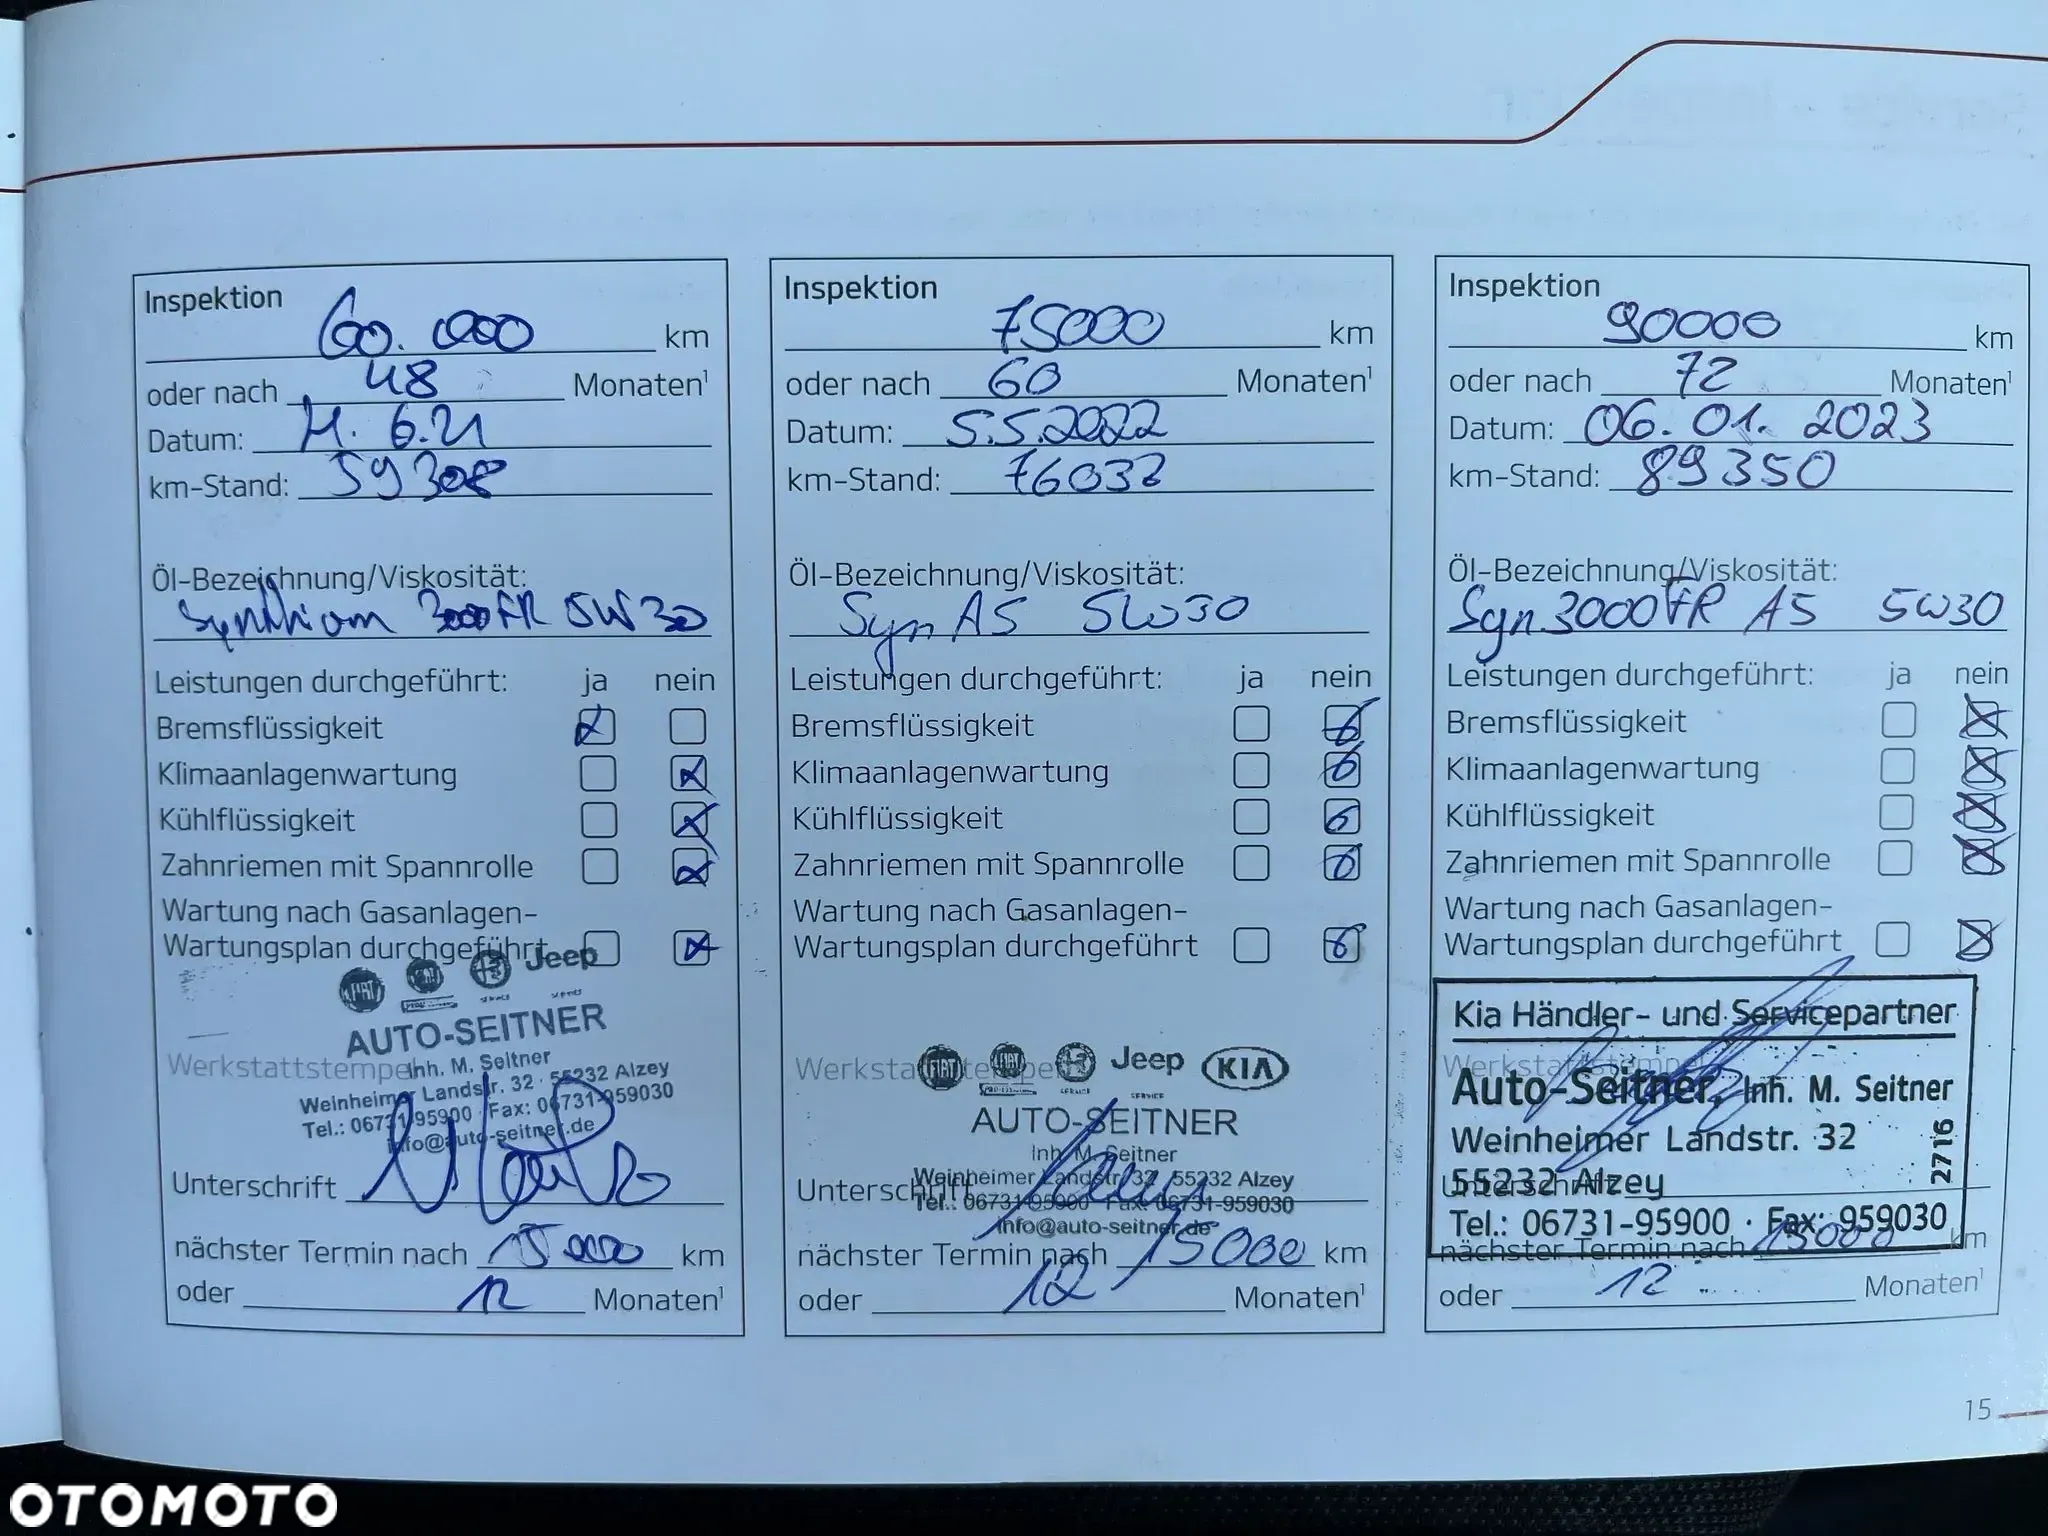 Inspektion
60.000 km
oder nach 48 Monaten¹
Datum: 11. 6.21
km-Stand: 59308
Öl-Bezeichnung/Viskosität:
Synthium 3000FR 5W30
Leistungen durchgeführt: ja nein
Bremsflüssigkeit
Klimaanlagenwartung
Kühlflüssigkeit
Zahnriemen mit Spannrolle
Wartung nach Gasanlagen-
Wartungsplan durchgeführt
FIAT Jeep
AUTO-SEITNER
Werkstattstempel
Inh. M. Seitner
Weinheimer Landstr. 32 · 55232 Alzey
Tel.: 06731-95900 · Fax: 06731-959030
info@auto-seitner.de
Unterschrift
nächster Termin nach 15000 km
oder 12 Monaten¹
Inspektion
75000 km
oder nach 60 Monaten¹
Datum: 5.5.2022
km-Stand: 76032
Öl-Bezeichnung/Viskosität:
Syn A5 5W30
Leistungen durchgeführt: ja nein
Bremsflüssigkeit
Klimaanlagenwartung
Kühlflüssigkeit
Zahnriemen mit Spannrolle
Wartung nach Gasanlagen-
Wartungsplan durchgeführt
Werkstattstempel
FIAT FIAT Jeep KIA
AUTO-SEITNER
Inh. M. Seitner
Weinheimer Landstr. 32 · 55232 Alzey
Unterschrift
Tel.: 06731-95900 · Fax: 06731-959030
info@auto-seitner.de
nächster Termin nach 15000 km
oder 12 Monaten¹
Inspektion
90000 km
oder nach 72 Monaten¹
Datum: 06.01.2023
km-Stand: 89350
Öl-Bezeichnung/Viskosität:
Syn 3000FR A5 5W30
Leistungen durchgeführt: ja nein
Bremsflüssigkeit
Klimaanlagenwartung
Kühlflüssigkeit
Zahnriemen mit Spannrolle
Wartung nach Gasanlagen-
Wartungsplan durchgeführt
Kia Händler- und Servicepartner
Werkstattstempel
Auto-Seitner, Inh. M. Seitner
Weinheimer Landstr. 32
55232 Alzey
2716
Unterschrift
Tel.: 06731-95900 · Fax: 959030
nächster Termin nach 15000 km
oder 12 Monaten¹
15
OTOMOTO